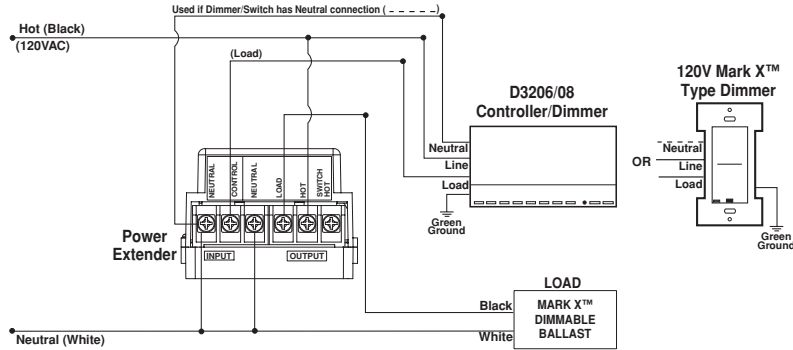 Used if Dimmer/Switch has Neutral connection ( _ _ _ _ _ )
Hot (Black)
(120VAC)
(Load)
D3206/08
Controller/Dimmer
120V Mark X™
Type Dimmer
Neutral
Line
Load
Green
Ground
OR
Neutral
Line
Load
Green
Ground
NEUTRAL
CONTROL
NEUTRAL
LOAD
HOT
SWITCH
HOT
Power
Extender
INPUT
OUTPUT
LOAD
Black
White
MARK X™
DIMMABLE
BALLAST
Neutral (White)